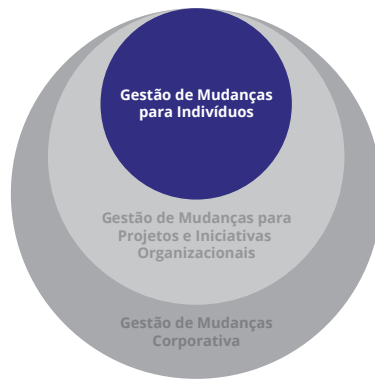 Gestão de Mudanças
para Indivíduos
Gestão de Mudanças para
Projetos e Iniciativas
Organizacionais
Gestão de Mudanças
Corporativa